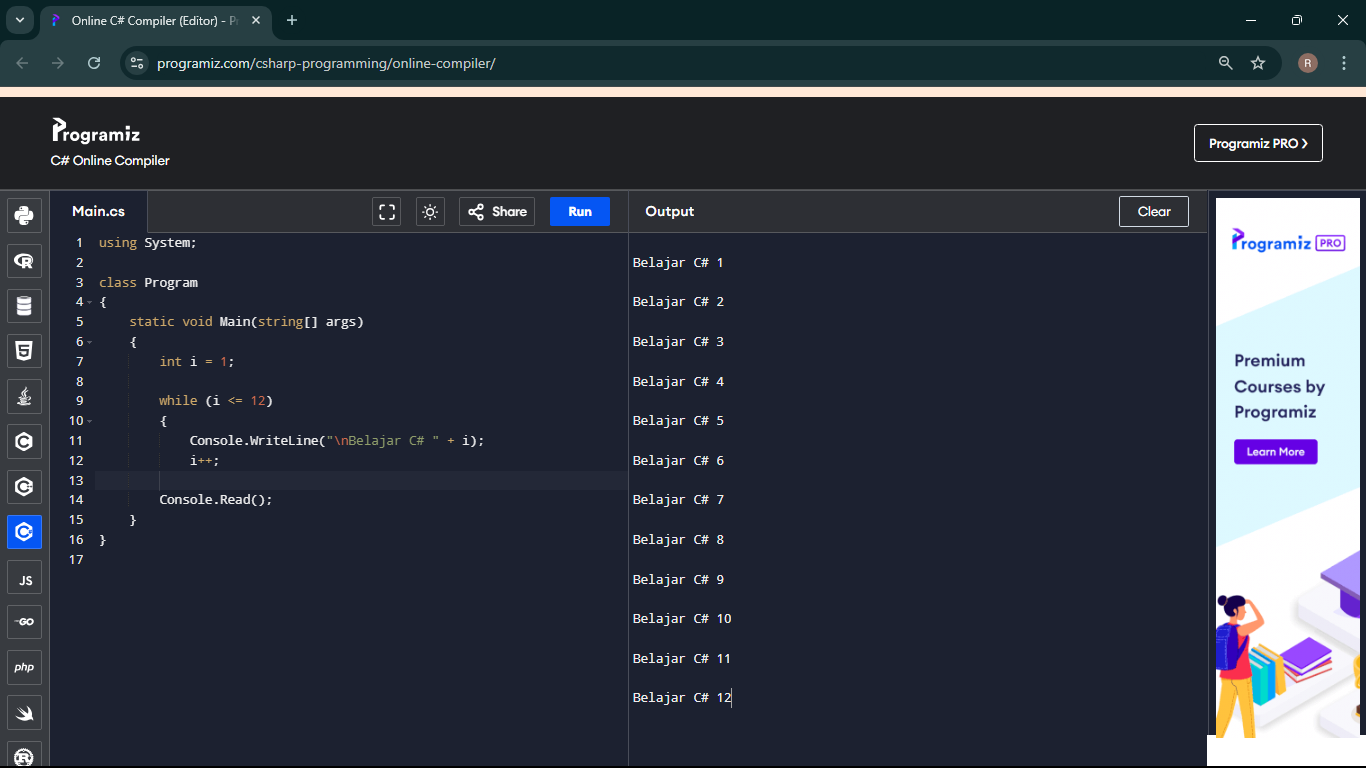 Online C# Compiler (Editor) - P
programiz.com/csharp-programming/online-compiler/
R
Programiz
C# Online Compiler
Programiz PRO
Main.cs
Share
Run
Output
Clear
1 using System;
2
3 class Program
4 {
5 static void Main(string[] args)
6 {
7 int i = 1;
8
9 while (i <= 12)
10 {
11 Console.WriteLine("\nBelajar C# " + i);
12 i++;
13
14 Console.Read();
15 }
16 }
17
Belajar C# 1
Belajar C# 2
Belajar C# 3
Belajar C# 4
Belajar C# 5
Belajar C# 6
Belajar C# 7
Belajar C# 8
Belajar C# 9
Belajar C# 10
Belajar C# 11
Belajar C# 12
R
5
C
C
C
JS
GO
php
R
Programiz PRO
Premium
Courses by
Programiz
Learn More